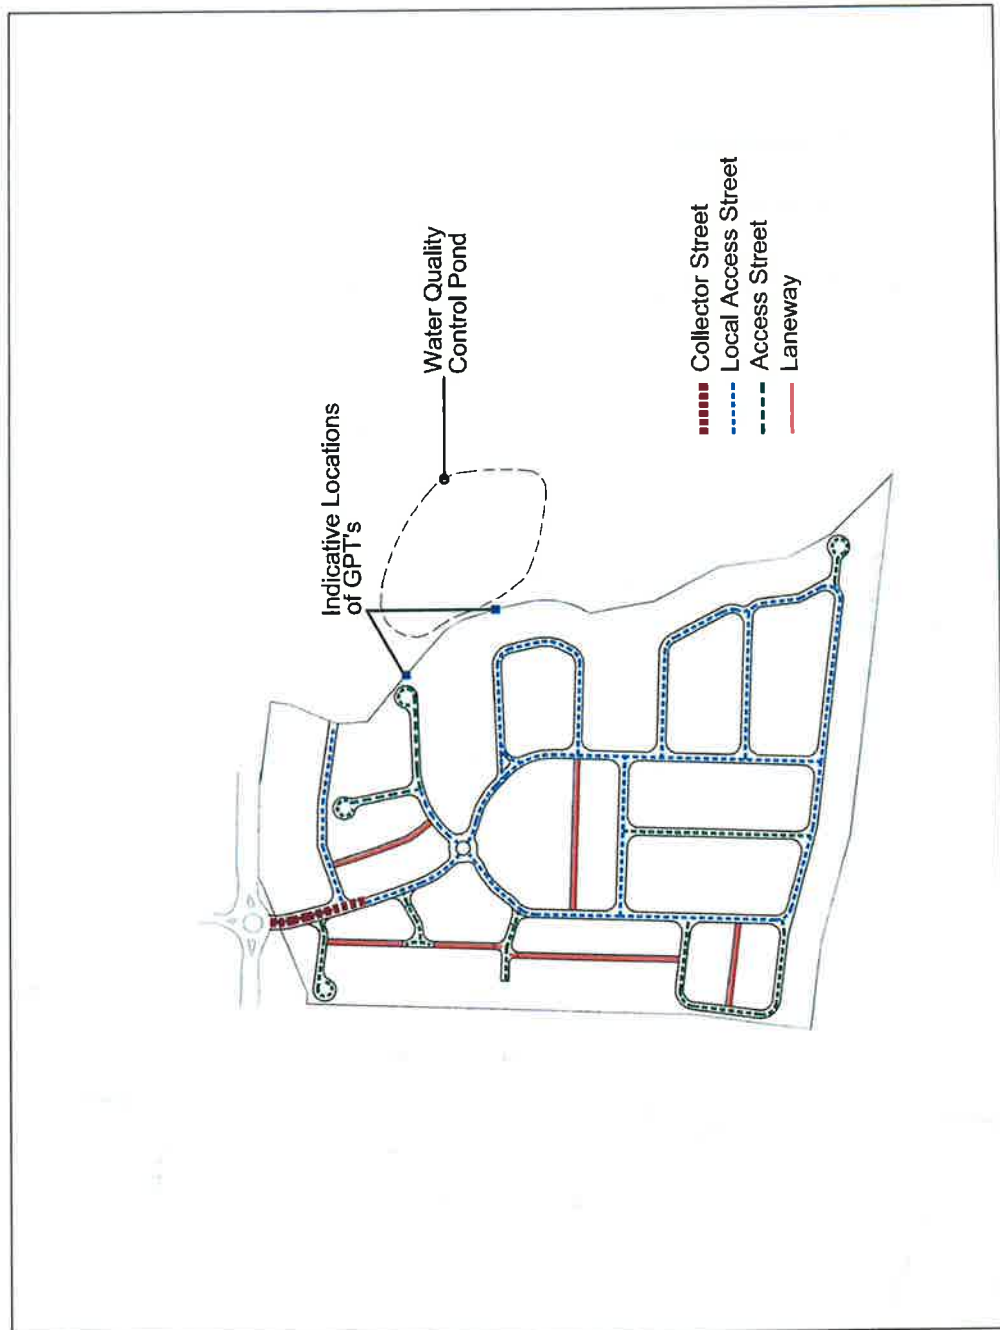 Indicative Locations
of GPT's
Water Quality
Control Pond
Collector Street
Local Access Street
Access Street
Laneway